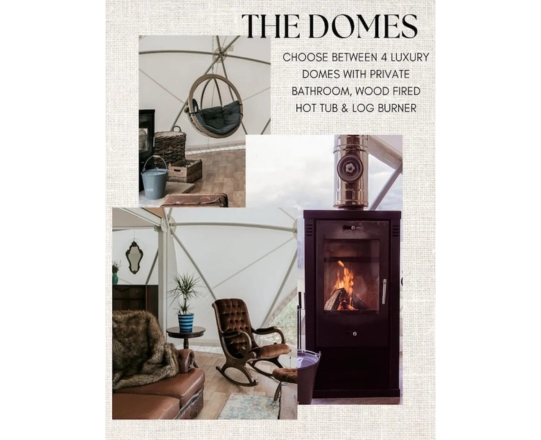 THE DOMES
CHOOSE BETWEEN 4 LUXURY
DOMES WITH PRIVATE
BATHROOM, WOOD FIRED
HOT TUB & LOG BURNER